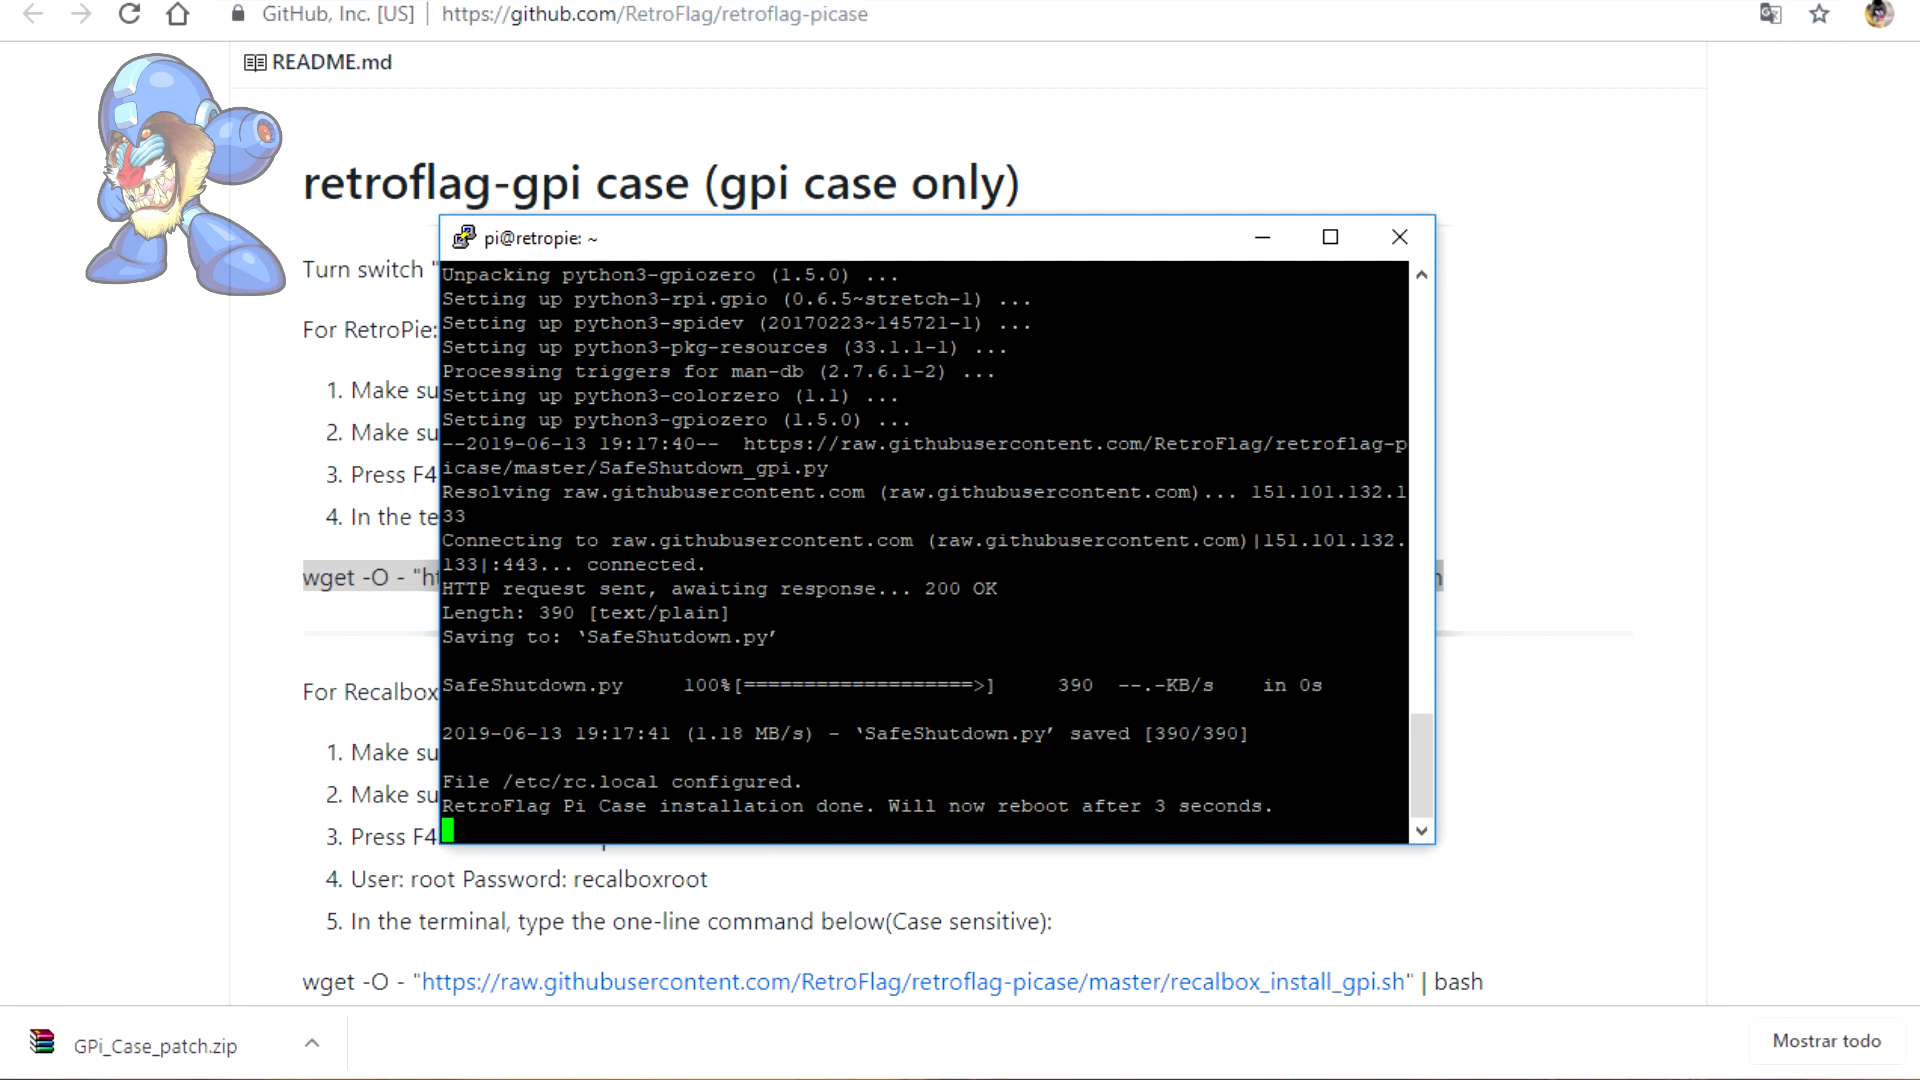 GitHub, Inc. [US] | https://github.com/RetroFlag/retroflag-picase
README.md
retroflag-gpi case (gpi case only)
Turn switch "
For RetroPie:
1. Make su
2. Make su
3. Press F4
4. In the te
wget -O - "ht
pi@retropie: ~
Unpacking python3-gpiozero (1.5.0) ...
Setting up python3-rpi.gpio (0.6.5~stretch-1) ...
Setting up python3-spidev (20170223~145721-1) ...
Setting up python3-pkg-resources (33.1.1-1) ...
Processing triggers for man-db (2.7.6.1-2) ...
Setting up python3-colorzero (1.1) ...
Setting up python3-gpiozero (1.5.0) ...
--2019-06-13 19:17:40--  https://raw.githubusercontent.com/RetroFlag/retroflag-p
icase/master/SafeShutdown_gpi.py
Resolving raw.githubusercontent.com (raw.githubusercontent.com)... 151.101.132.1
33
Connecting to raw.githubusercontent.com (raw.githubusercontent.com)|151.101.132.
133|:443... connected.
HTTP request sent, awaiting response... 200 OK
Length: 390 [text/plain]
Saving to: ‘SafeShutdown.py’
SafeShutdown.py     100%[===================>]     390  --.-KB/s    in 0s
2019-06-13 19:17:41 (1.18 MB/s) - ‘SafeShutdown.py’ saved [390/390]
File /etc/rc.local configured.
RetroFlag Pi Case installation done. Will now reboot after 3 seconds.
For Recalbox
1. Make su
2. Make su
3. Press F4
4. User: root Password: recalboxroot
5. In the terminal, type the one-line command below(Case sensitive):
wget -O - "https://raw.githubusercontent.com/RetroFlag/retroflag-picase/master/recalbox_install_gpi.sh" | bash
GPi_Case_patch.zip
Mostrar todo